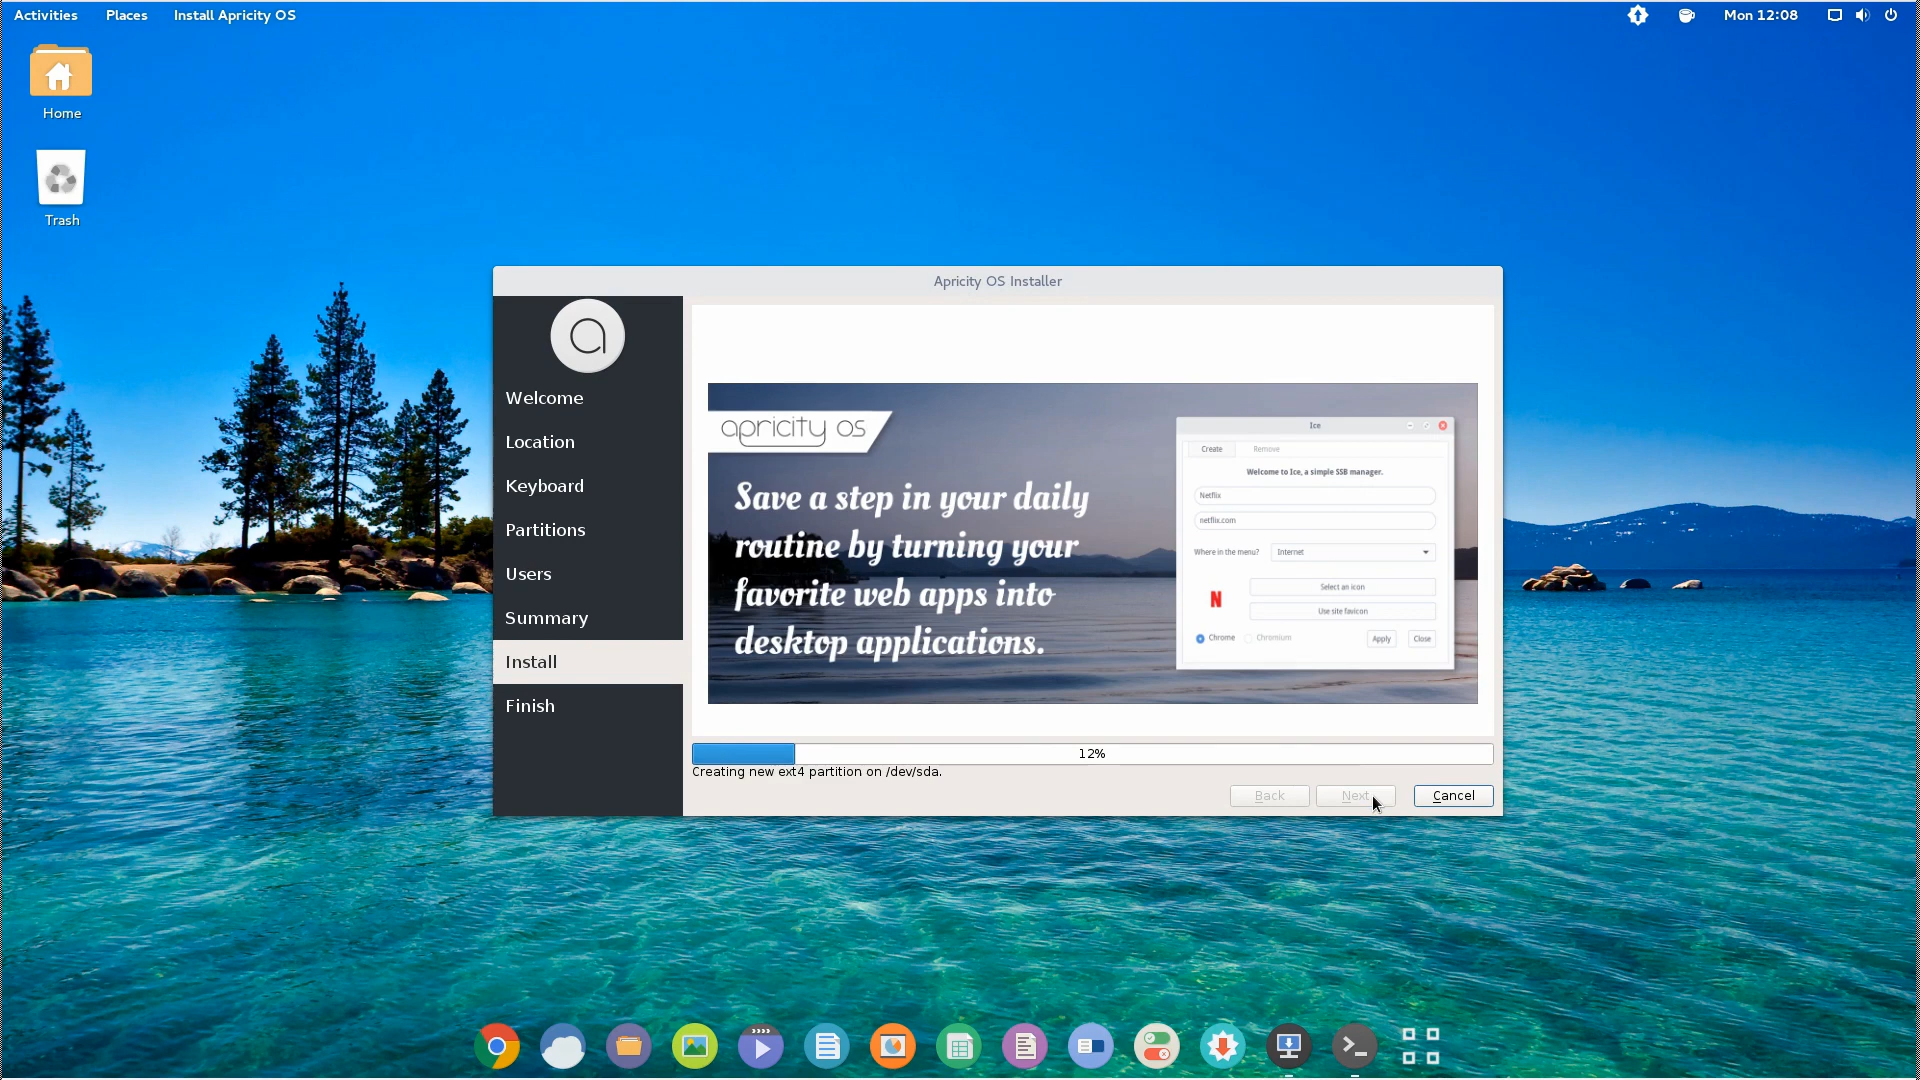 Activities Places Install Apricity OS Mon 12:08
Home
Trash
Apricity OS Installer
a
Welcome
Location
Keyboard
Partitions
Users
Summary
Install
Finish
apricity os
Save a step in your daily
routine by turning your
favorite web apps into
desktop applications.
Ice
Create Remove
Welcome to Ice, a simple SSB manager.
Netflix
netflix.com
Where in the menu? Internet
Select an icon
N
Use site favicon
Chrome Chromium Apply Close
12%
Creating new ext4 partition on /dev/sda.
Back Next Cancel